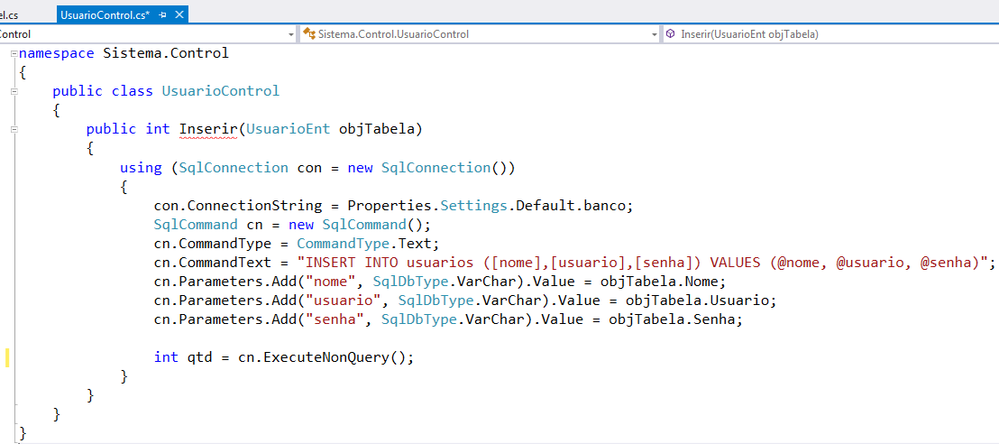 el.cs UsuarioControl.cs*
Control Sistema.Control.UsuarioControl Inserir(UsuarioEnt objTabela)
namespace Sistema.Control
{
    public class UsuarioControl
    {
        public int Inserir(UsuarioEnt objTabela)
        {
            using (SqlConnection con = new SqlConnection())
            {
                con.ConnectionString = Properties.Settings.Default.banco;
                SqlCommand cn = new SqlCommand();
                cn.CommandType = CommandType.Text;
                cn.CommandText = "INSERT INTO usuarios ([nome],[usuario],[senha]) VALUES (@nome, @usuario, @senha)";
                cn.Parameters.Add("nome", SqlDbType.VarChar).Value = objTabela.Nome;
                cn.Parameters.Add("usuario", SqlDbType.VarChar).Value = objTabela.Usuario;
                cn.Parameters.Add("senha", SqlDbType.VarChar).Value = objTabela.Senha;

                int qtd = cn.ExecuteNonQuery();
            }
        }
    }
}